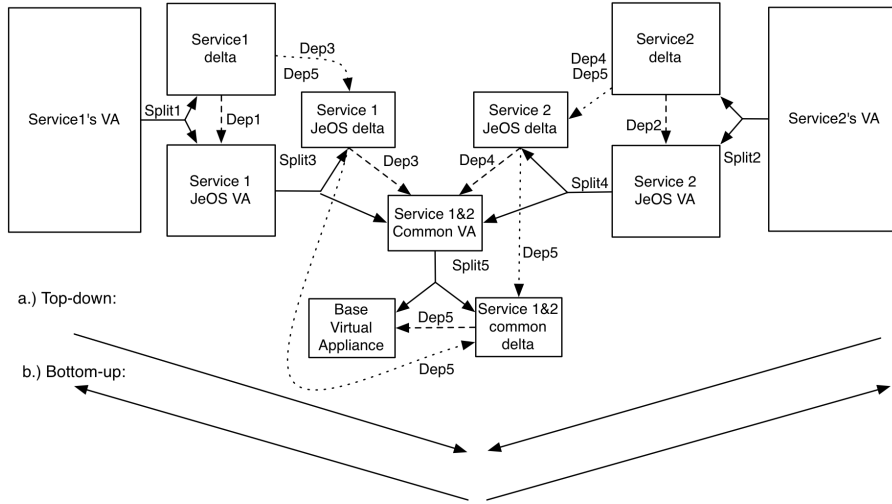 Service1's VA
Service1
delta
Split1
Dep1
Service 1
JeOS VA
Dep3
Dep5
Service 1
JeOS delta
Split3
Dep3
Service 1&2
Common VA
Dep4
Service 2
JeOS delta
Dep4
Dep5
Service2
delta
Dep2
Service 2
JeOS VA
Split4
Split2
Service2's VA
Dep5
Split5
Base
Virtual
Appliance
Dep5
Service 1&2
common
delta
Dep5
a.) Top-down:
b.) Bottom-up: